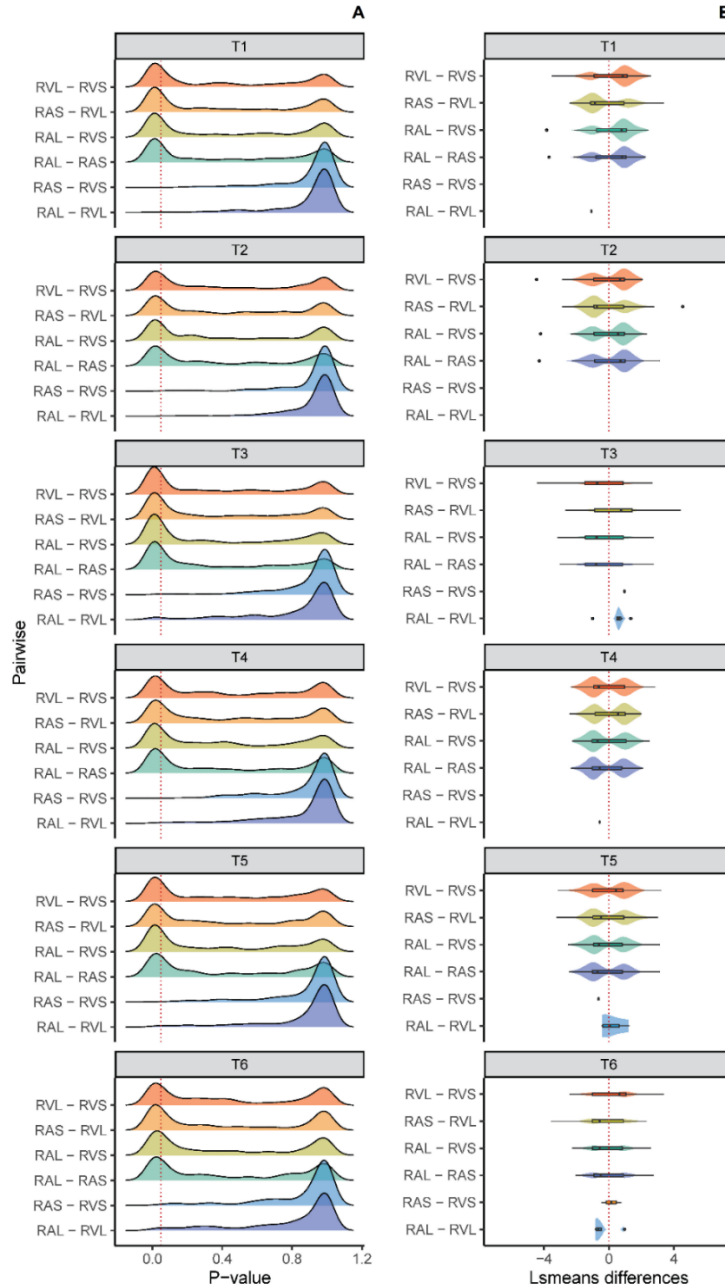 A
B
T1
T1
RVL – RVS
RAS – RVL
RAL – RVS
RAL – RAS
RAS – RVS
RAL – RVL
RVL – RVS
RAS – RVL
RAL – RVS
RAL – RAS
RAS – RVS
RAL – RVL
T2
T2
RVL – RVS
RAS – RVL
RAL – RVS
RAL – RAS
RAS – RVS
RAL – RVL
RVL – RVS
RAS – RVL
RAL – RVS
RAL – RAS
RAS – RVS
RAL – RVL
T3
T3
RVL – RVS
RAS – RVL
RAL – RVS
RAL – RAS
RAS – RVS
RAL – RVL
RVL – RVS
RAS – RVL
RAL – RVS
RAL – RAS
RAS – RVS
RAL – RVL
Pairwise
T4
T4
RVL – RVS
RAS – RVL
RAL – RVS
RAL – RAS
RAS – RVS
RAL – RVL
RVL – RVS
RAS – RVL
RAL – RVS
RAL – RAS
RAS – RVS
RAL – RVL
T5
T5
RVL – RVS
RAS – RVL
RAL – RVS
RAL – RAS
RAS – RVS
RAL – RVL
RVL – RVS
RAS – RVL
RAL – RVS
RAL – RAS
RAS – RVS
RAL – RVL
T6
T6
RVL – RVS
RAS – RVL
RAL – RVS
RAL – RAS
RAS – RVS
RAL – RVL
RVL – RVS
RAS – RVL
RAL – RVS
RAL – RAS
RAS – RVS
RAL – RVL
0.0 0.4 0.8 1.2
−4 0 4
P−value
Lsmeans differences